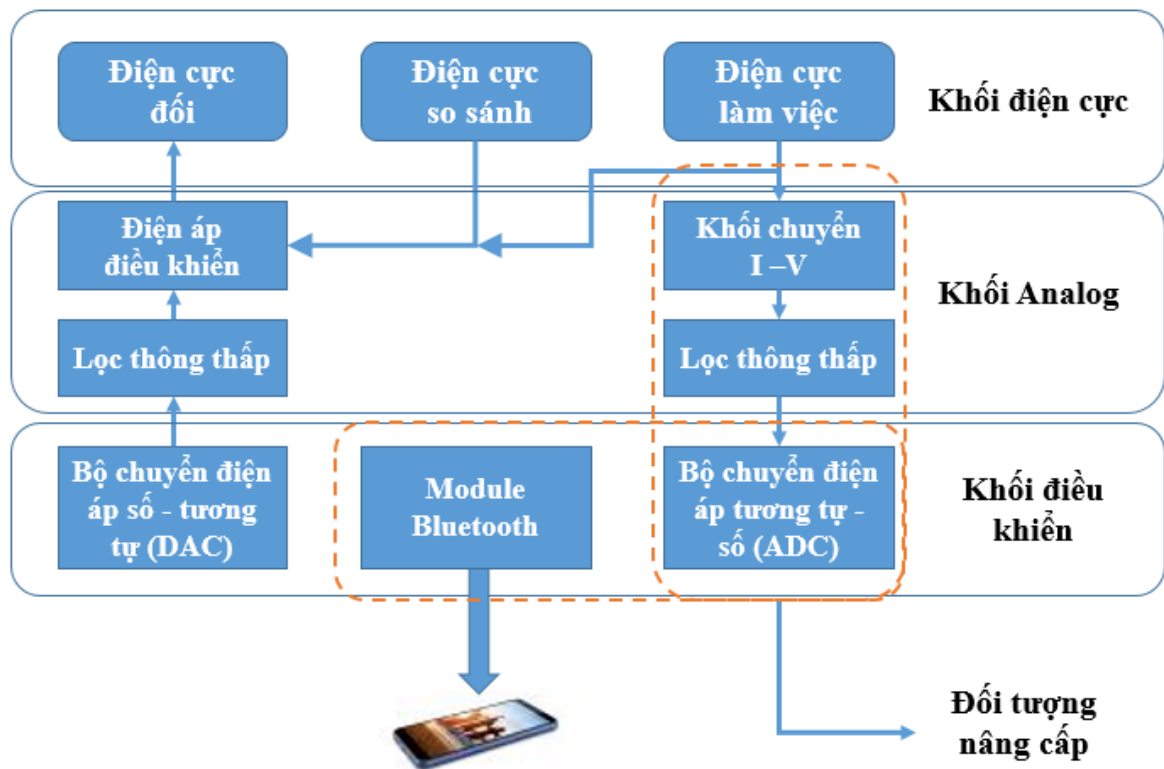 Điện cực
đối
Điện cực
so sánh
Điện cực
làm việc
Khối điện cực
Điện áp
điều khiển
Khối chuyển
I –V
Khối Analog
Lọc thông thấp
Lọc thông thấp
Bộ chuyển điện
áp số - tương
tự (DAC)
Module
Bluetooth
Bộ chuyển điện
áp tương tự -
số (ADC)
Khối điều
khiển
Đối tượng
nâng cấp